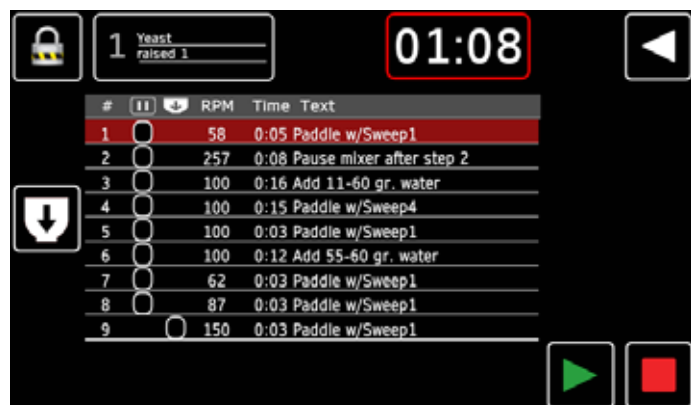 1 Yeast
raised 1
01:08
# RPM Time Text
1 58 0:05 Paddle w/Sweep1
2 257 0:08 Pause mixer after step 2
3 100 0:16 Add 11-60 gr. water
4 100 0:15 Paddle w/Sweep4
5 100 0:03 Paddle w/Sweep1
6 100 0:12 Add 55-60 gr. water
7 62 0:03 Paddle w/Sweep1
8 87 0:03 Paddle w/Sweep1
9 150 0:03 Paddle w/Sweep1